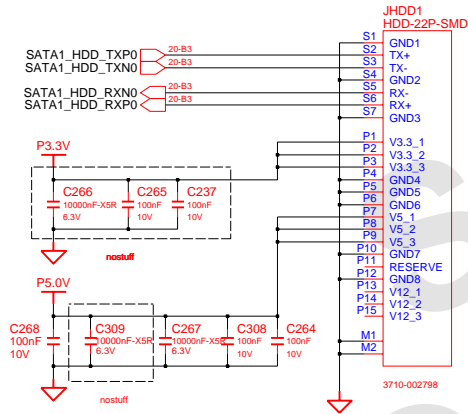 JHDD1
HDD-22P-SMD
SATA1_HDD_TXP0 20-B3 S1 GND1
SATA1_HDD_TXN0 20-B3 S2 TX+
S3 TX-
S4 GND2
SATA1_HDD_RXN0 20-B3 S5 RX-
SATA1_HDD_RXP0 20-B3 S6 RX+
S7 GND3
P3.3V
P1 V3.3_1
P2 V3.3_2
P3 V3.3_3
P4 GND4
P5 GND5
P6 GND6
P7 V5_1
P8 V5_2
P9 V5_3
P10 GND7
P11 RESERVE
P12 GND8
P13 V12_1
P14 V12_2
P15 V12_3
M1
M2
3710-002798
C266
10000nF-X5R
6.3V
C265
100nF
10V
C237
100nF
10V
nostuff
P5.0V
C268
100nF
10V
C309
10000nF-X5R
6.3V
C267
10000nF-X5R
6.3V
C308
100nF
10V
C264
100nF
10V
nostuff